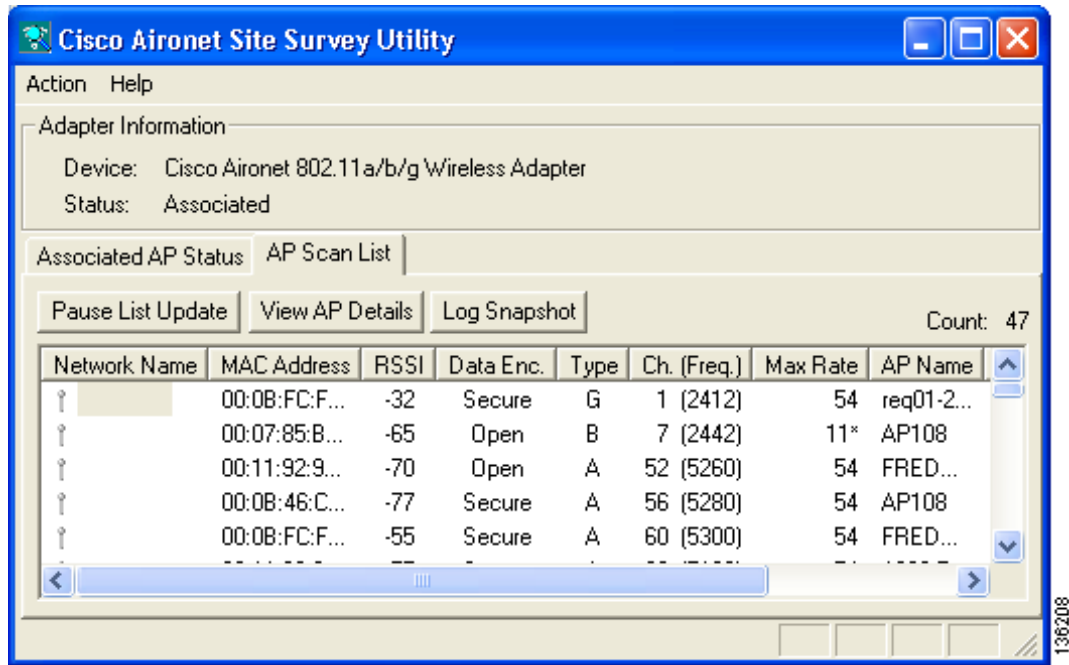 Cisco Aironet Site Survey Utility
Action Help
Adapter Information
Device: Cisco Aironet 802.11a/b/g Wireless Adapter
Status: Associated
Associated AP Status AP Scan List
Pause List Update View AP Details Log Snapshot Count: 47
Network Name MAC Address RSSI Data Enc. Type Ch. (Freq.) Max Rate AP Name
00:0B:FC:F... -32 Secure G 1 (2412) 54 req01-2...
00:07:85:B... -65 Open B 7 (2442) 11* AP108
00:11:92:9... -70 Open A 52 (5260) 54 FRED...
00:0B:46:C... -77 Secure A 56 (5280) 54 AP108
00:0B:FC:F... -55 Secure A 60 (5300) 54 FRED...
136208